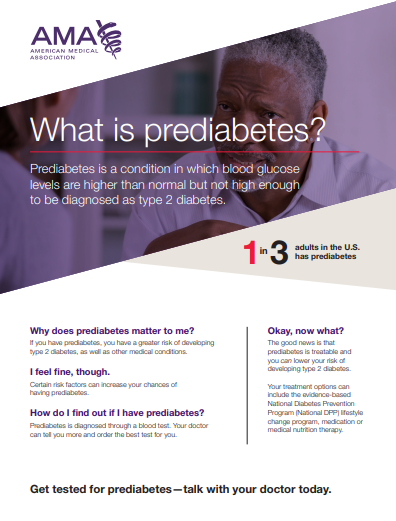 AMA
AMERICAN MEDICAL
ASSOCIATION
What is prediabetes?
Prediabetes is a condition in which blood glucose
levels are higher than normal but not high enough
to be diagnosed as type 2 diabetes.
1 in 3 adults in the U.S.
has prediabetes
Why does prediabetes matter to me?
If you have prediabetes, you have a greater risk of developing
type 2 diabetes, as well as other medical conditions.
I feel fine, though.
Certain risk factors can increase your chances of
having prediabetes.
How do I find out if I have prediabetes?
Prediabetes is diagnosed through a blood test. Your doctor
can tell you more and order the best test for you.
Okay, now what?
The good news is that
prediabetes is treatable and
you can lower your risk of
developing type 2 diabetes.
Your treatment options can
include the evidence-based
National Diabetes Prevention
Program (National DPP) lifestyle
change program, medication or
medical nutrition therapy.
Get tested for prediabetes—talk with your doctor today.